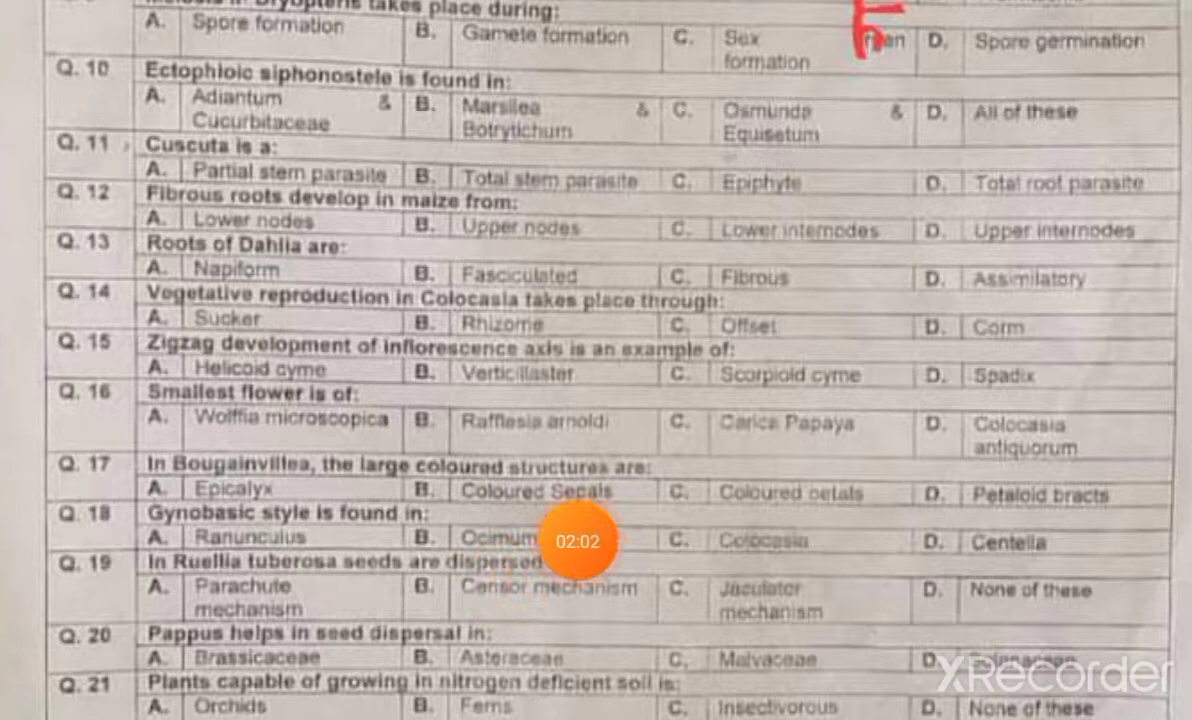 Dryopteris takes place during:
A. Spore formation B. Gamete formation C. Sex formation D. Spore germination
Q. 10 Ectophloic siphonostele is found in:
A. Adiantum & Cucurbitaceae B. Marsilea & Botrytichum C. Osmunda & Equisetum D. All of these
Q. 11 Cuscuta is a:
A. Partial stem parasite B. Total stem parasite C. Epiphyte D. Total root parasite
Q. 12 Fibrous roots develop in maize from:
A. Lower nodes B. Upper nodes C. Lower internodes D. Upper internodes
Q. 13 Roots of Dahlia are:
A. Napiform B. Fasciculated C. Fibrous D. Assimilatory
Q. 14 Vegetative reproduction in Colocasia takes place through:
A. Sucker B. Rhizome C. Offset D. Corm
Q. 15 Zigzag development of inflorescence axis is an example of:
A. Helicoid cyme B. Verticillaster C. Scorpioid cyme D. Spadix
Q. 16 Smallest flower is of:
A. Wolffia microscopica B. Rafflesia arnoldi C. Carica Papaya D. Colocasia antiquorum
Q. 17 In Bougainvillea, the large coloured structures are:
A. Epicalyx B. Coloured Sepals C. Coloured petals D. Petaloid bracts
Q. 18 Gynobasic style is found in:
A. Ranunculus B. Ocimum C. Colocasia D. Centella
02:02
Q. 19 In Ruellia tuberosa seeds are dispersed
A. Parachute mechanism B. Censor mechanism C. Jaculator mechanism D. None of these
Q. 20 Pappus helps in seed dispersal in:
A. Brassicaceae B. Asteraceae C. Malvaceae D.
XRecorder
Q. 21 Plants capable of growing in nitrogen deficient soil is:
A. Orchids B. Ferns C. Insectivorous D. None of these